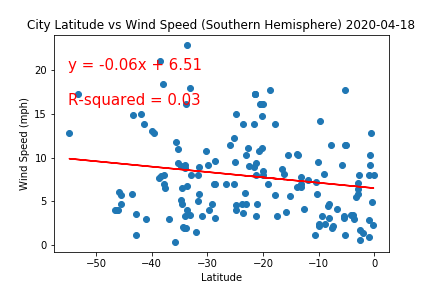 City Latitude vs Wind Speed (Southern Hemisphere) 2020-04-18
y = -0.06x + 6.51
R-squared = 0.03
Wind Speed (mph)
20
15
10
5
0
−50
−40
−30
−20
−10
0
Latitude